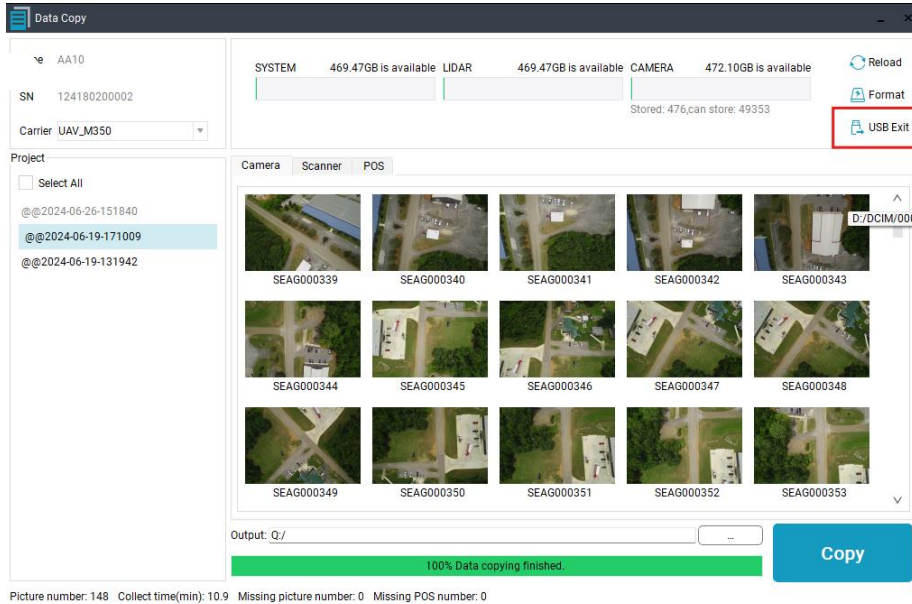 Data Copy
AA10
SYSTEM 469.47GB is available LIDAR 469.47GB is available CAMERA 472.10GB is available
Reload
SN 124180200002
Format
Stored: 476,can store: 49353
Carrier UAV_M350
USB Exit
Project
Select All
@@2024-06-26-151840
@@2024-06-19-171009
@@2024-06-19-131942
Camera Scanner POS
D:/DCIM/000
SEAG000339 SEAG000340 SEAG000341 SEAG000342 SEAG000343
SEAG000344 SEAG000345 SEAG000346 SEAG000347 SEAG000348
SEAG000349 SEAG000350 SEAG000351 SEAG000352 SEAG000353
Output: Q:/ ...
100% Data copying finished.
Copy
Picture number: 148 Collect time(min): 10.9 Missing picture number: 0 Missing POS number: 0